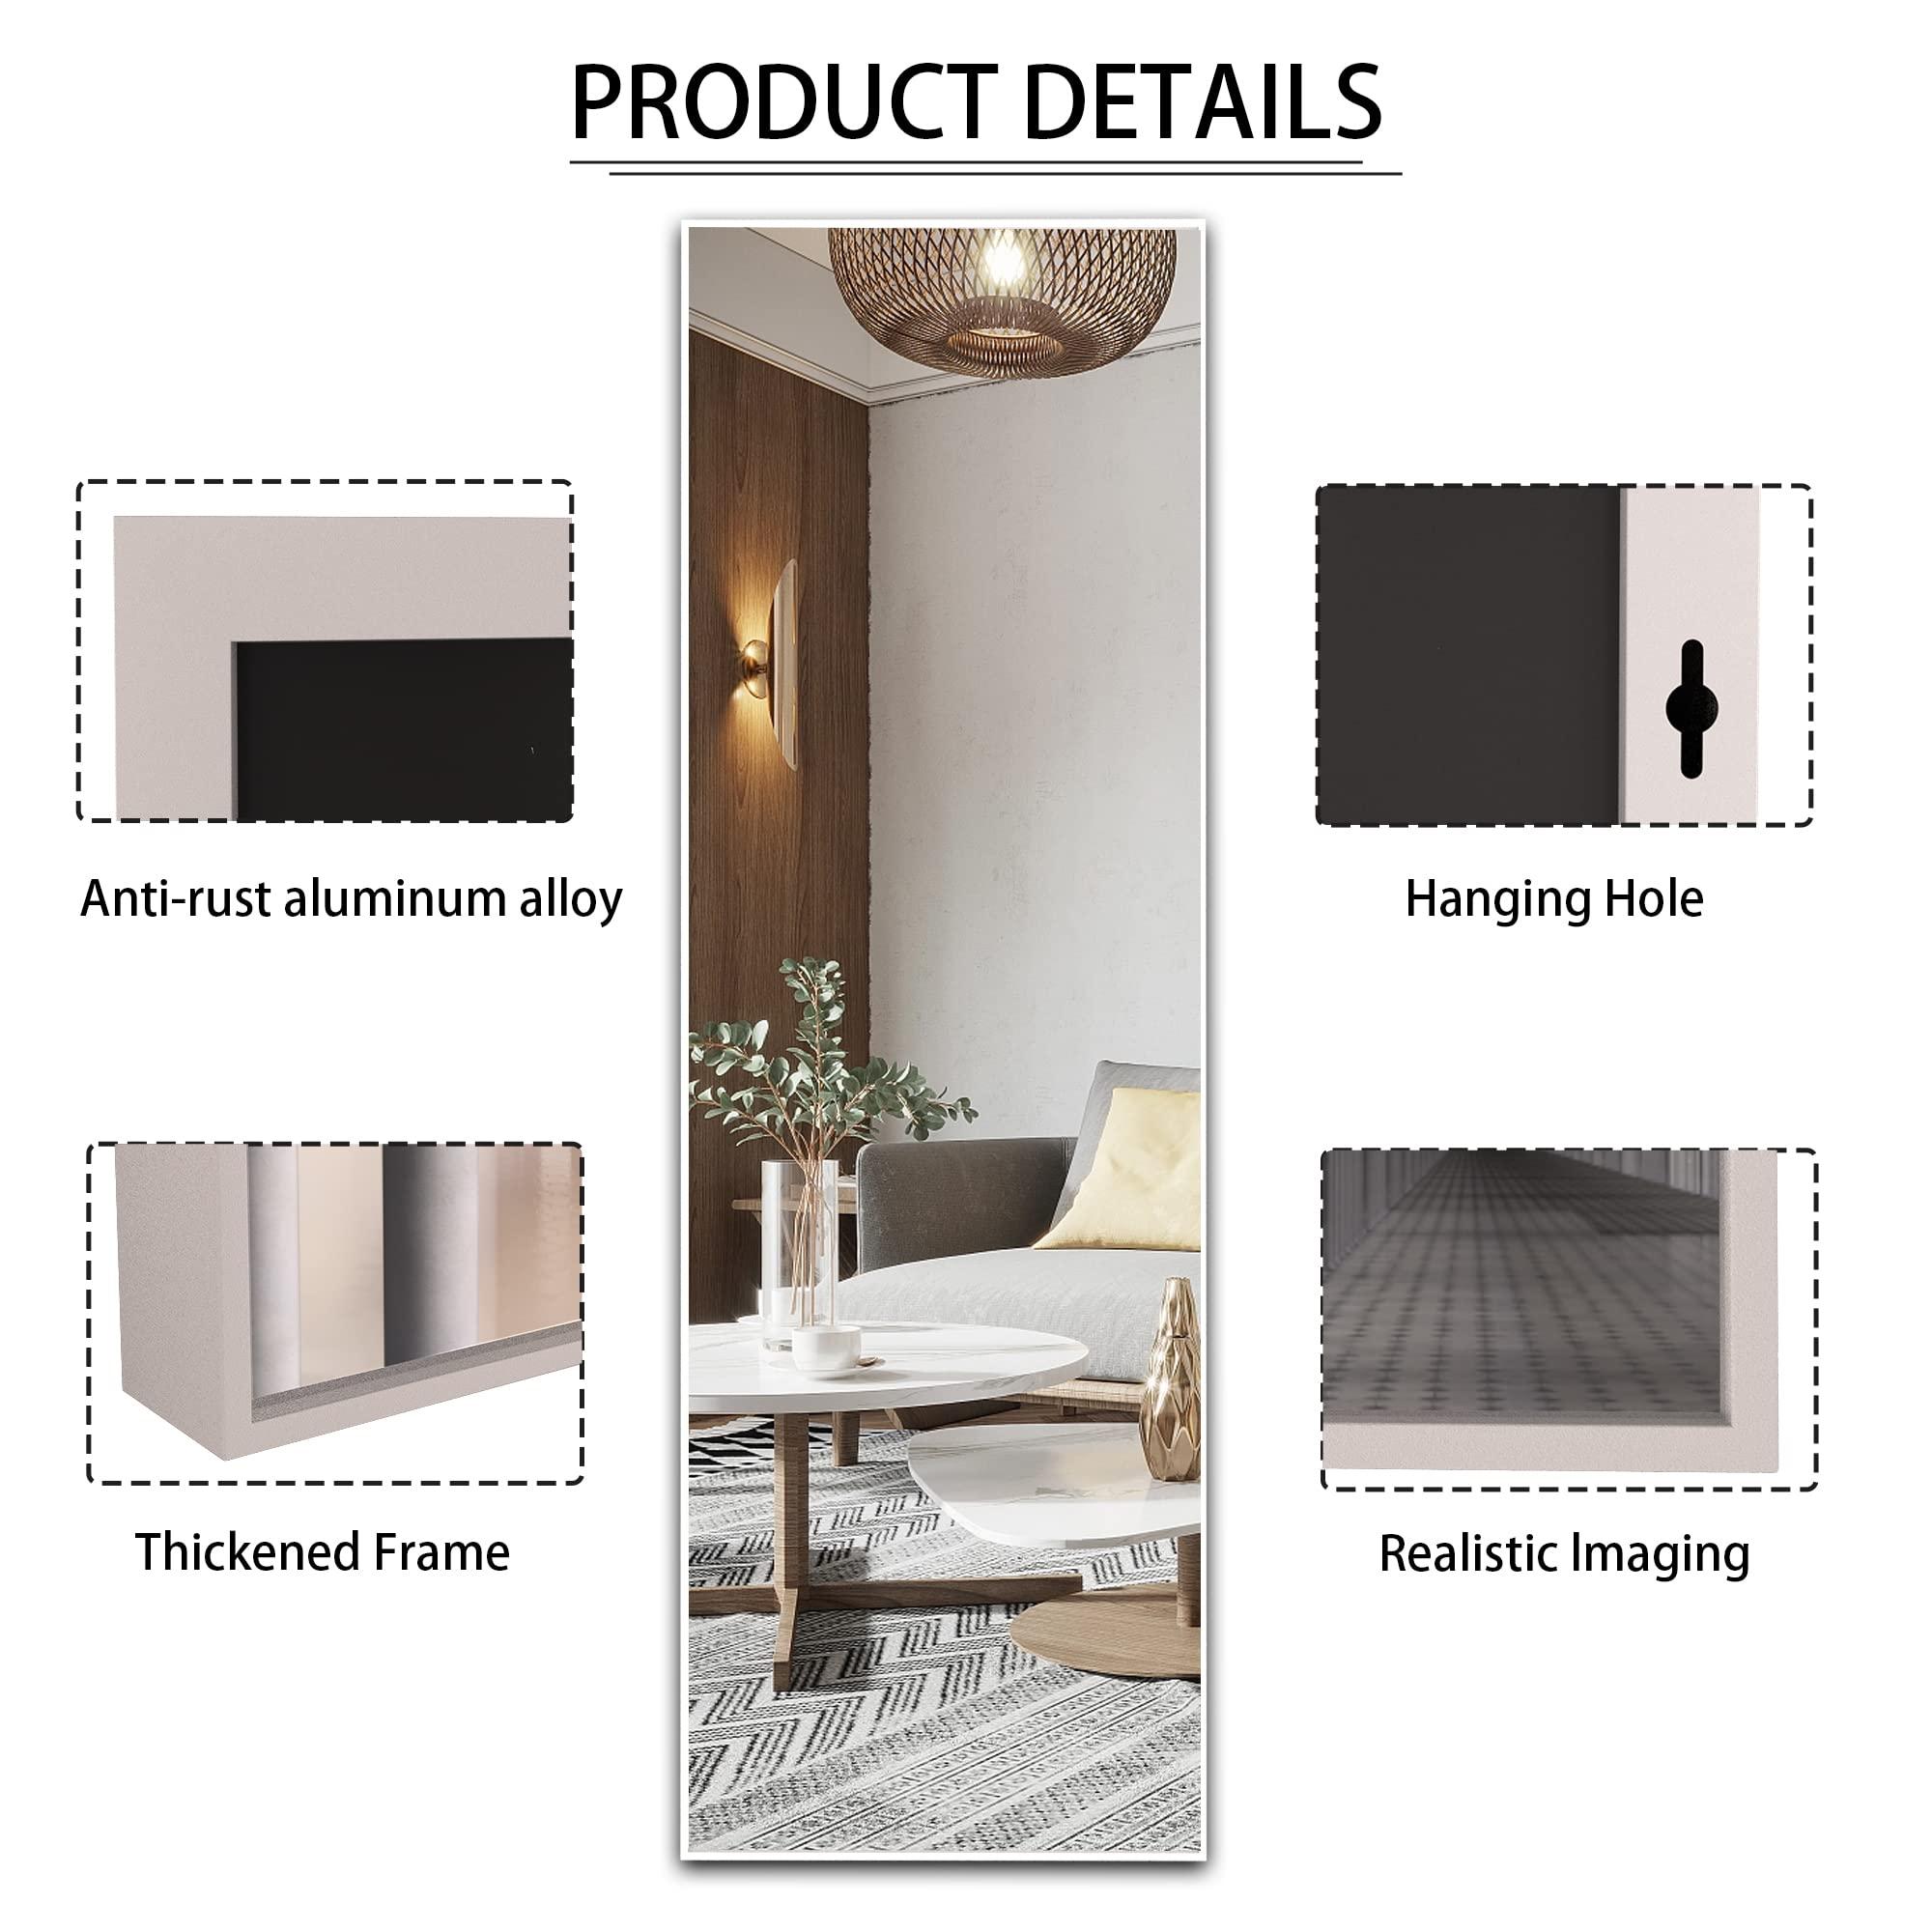 PRODUCT DETAILS
Anti-rust aluminum alloy
Hanging Hole
Thickened Frame
Realistic Imaging